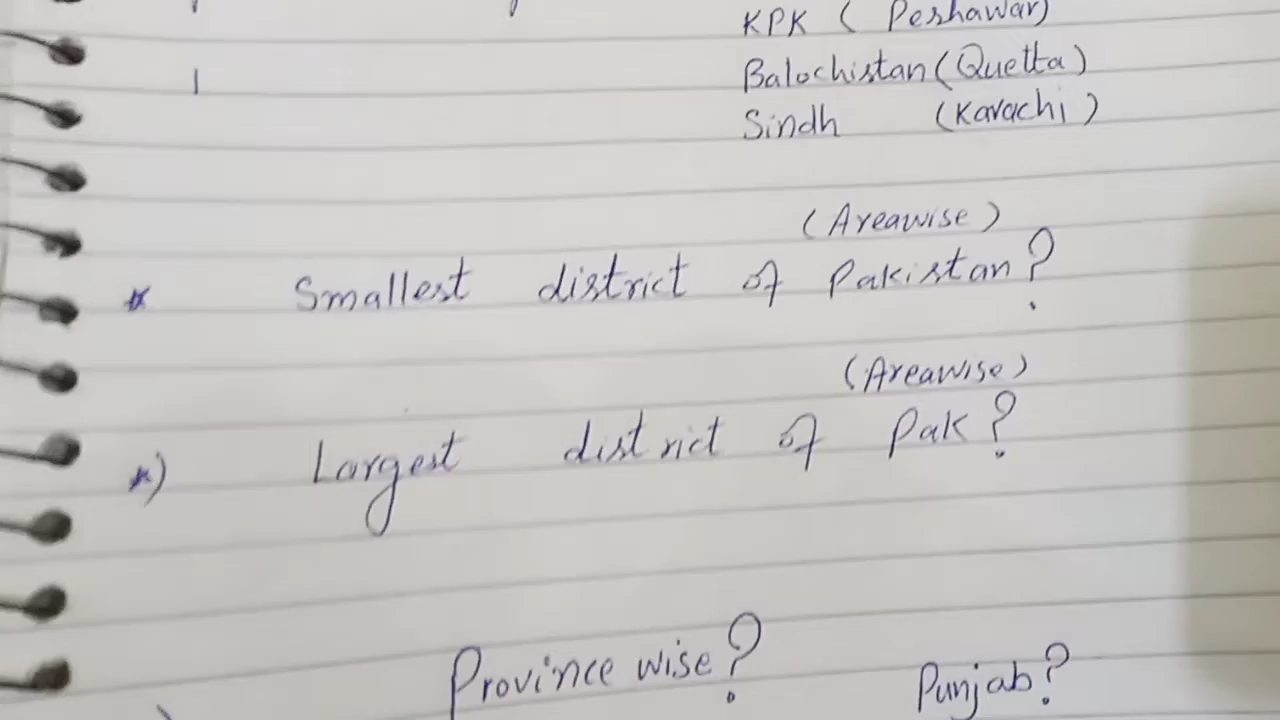 KPK ( Peshawar)
Balochistan (Quetta)
Sindh (Karachi)
(Areawise)
* Smallest district of Pakistan?
(Areawise)
*) Largest district of Pak?
Province wise? Punjab?